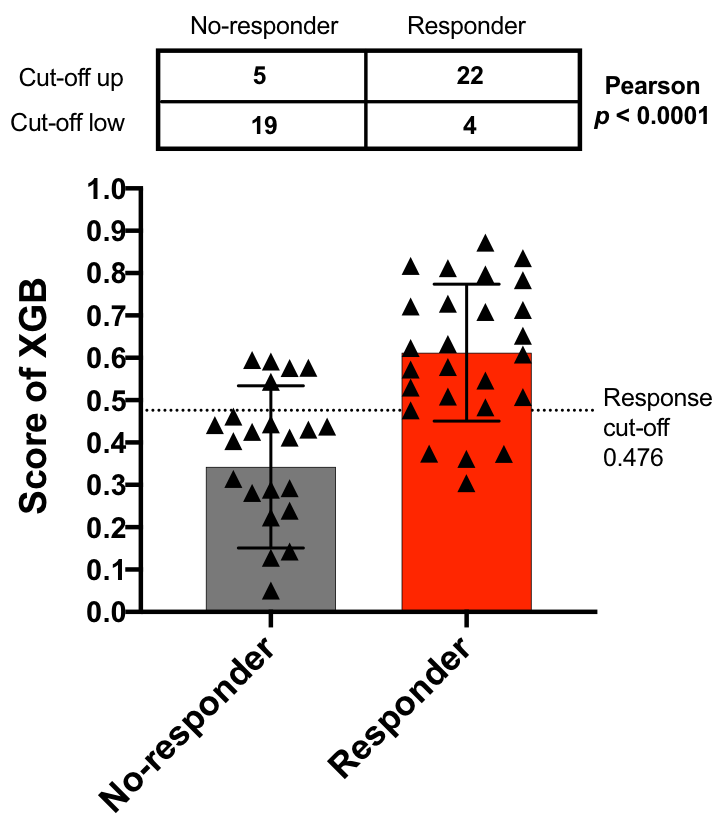 No-responder Responder
Cut-off up 5 22
Cut-off low 19 4
Pearson
p < 0.0001
1.0
0.9
0.8
0.7
0.6
0.5
0.4
0.3
0.2
0.1
0.0
Score of XGB
Response
cut-off
0.476
No-responder
Responder